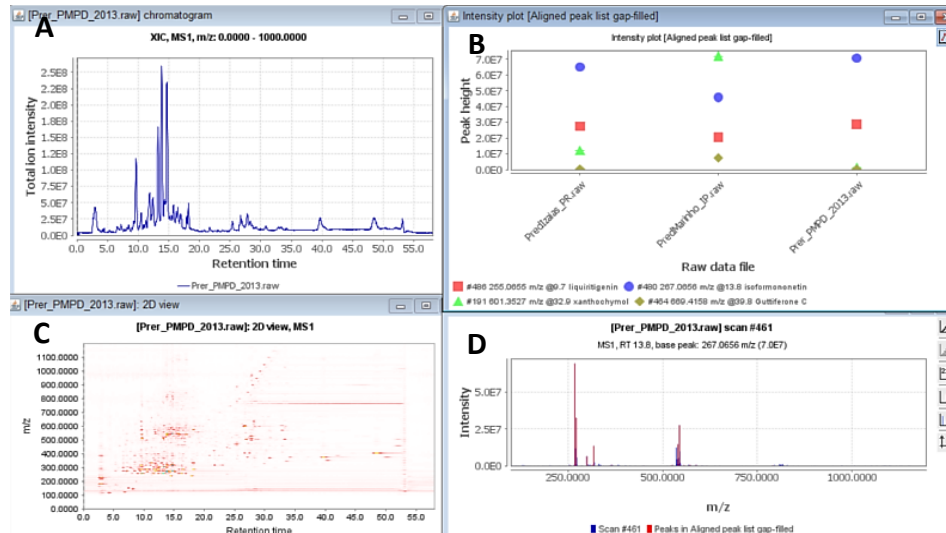 [Prer_PMPD_2013.raw] chromatogram
A
XIC, MS1, m/z: 0.0000 - 1000.0000
Total ion intensity
2.5E8
2.3E8
2.0E8
1.8E8
1.5E8
1.3E8
1.0E8
7.5E7
5.0E7
2.5E7
0.0E0
0.0 5.0 10.0 15.0 20.0 25.0 30.0 35.0 40.0 45.0 50.0 55.0
Retention time
Prer_PMPD_2013.raw
Intensity plot [Aligned peak list gap-filled]
B
Intensity plot [Aligned peak list gap-filled]
Peak height
7.0E7
6.0E7
5.0E7
4.0E7
3.0E7
2.0E7
1.0E7
0.0E0
PredIzaias_PR.raw
PredMarinho_TP.raw
Prer_PMPD_2013.raw
Raw data file
#486 255.0655 m/z @9.7 liquiritigenin #480 267.0656 m/z @13.8 isoformononetin
#191 601.3527 m/z @32.9 xanthochymol #464 669.4158 m/z @39.8 Guttiferone C
[Prer_PMPD_2013.raw]: 2D view
C
[Prer_PMPD_2013.raw]: 2D view, MS1
m/z
1100.0000
1000.0000
900.0000
800.0000
700.0000
600.0000
500.0000
400.0000
300.0000
200.0000
100.0000
0.0000
0.0 5.0 10.0 15.0 20.0 25.0 30.0 35.0 40.0 45.0 50.0 55.0
Retention time
D
[Prer_PMPD_2013.raw] scan #461
MS1, RT 13.8, base peak: 267.0656 m/z (7.0E7)
Intensity
5.0E7
2.5E7
0.0E0
250.0000 500.0000 750.0000 1000.0000
m/z
Scan #461 Peaks in Aligned peak list gap-filled